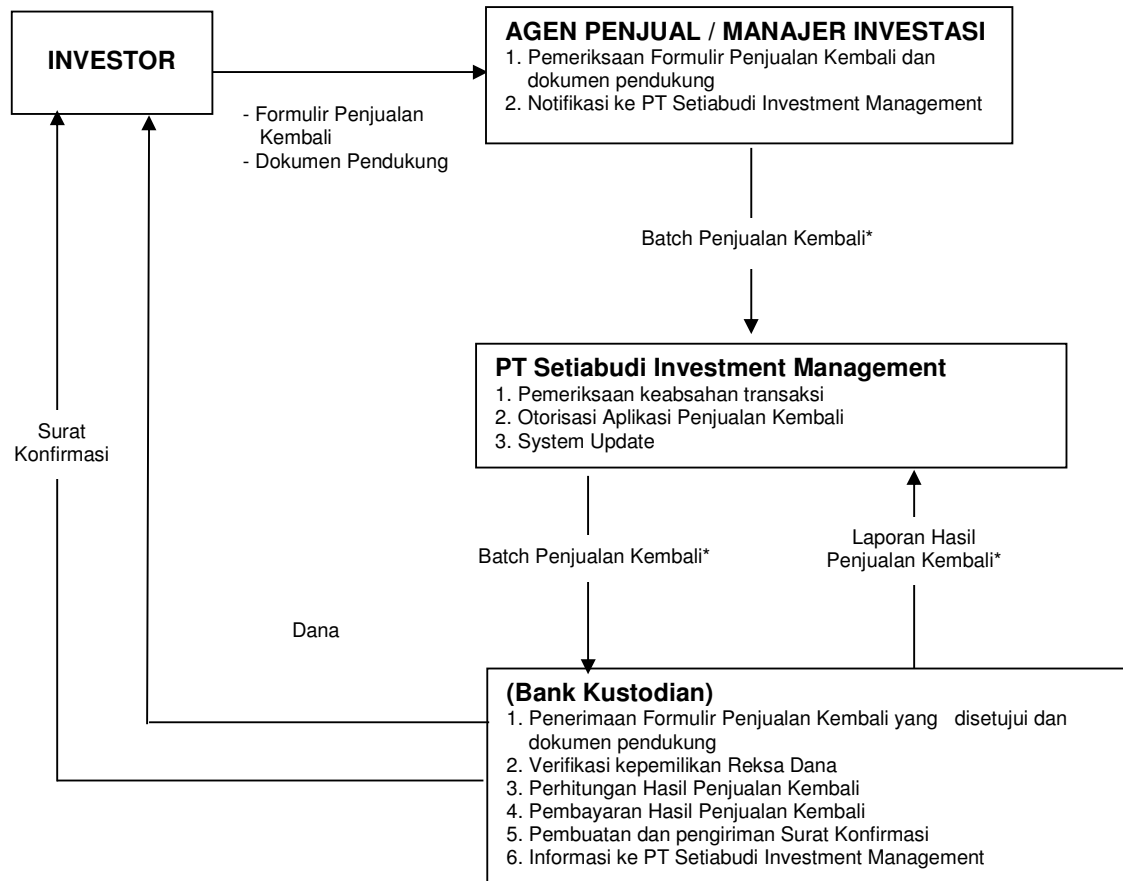 INVESTOR
AGEN PENJUAL / MANAJER INVESTASI
1. Pemeriksaan Formulir Penjualan Kembali dan
dokumen pendukung
2. Notifikasi ke PT Setiabudi Investment Management
- Formulir Penjualan
Kembali
- Dokumen Pendukung
Batch Penjualan Kembali*
PT Setiabudi Investment Management
1. Pemeriksaan keabsahan transaksi
2. Otorisasi Aplikasi Penjualan Kembali
3. System Update
Surat
Konfirmasi
Batch Penjualan Kembali*
Laporan Hasil
Penjualan Kembali*
Dana
(Bank Kustodian)
1. Penerimaan Formulir Penjualan Kembali yang disetujui dan
dokumen pendukung
2. Verifikasi kepemilikan Reksa Dana
3. Perhitungan Hasil Penjualan Kembali
4. Pembayaran Hasil Penjualan Kembali
5. Pembuatan dan pengiriman Surat Konfirmasi
6. Informasi ke PT Setiabudi Investment Management